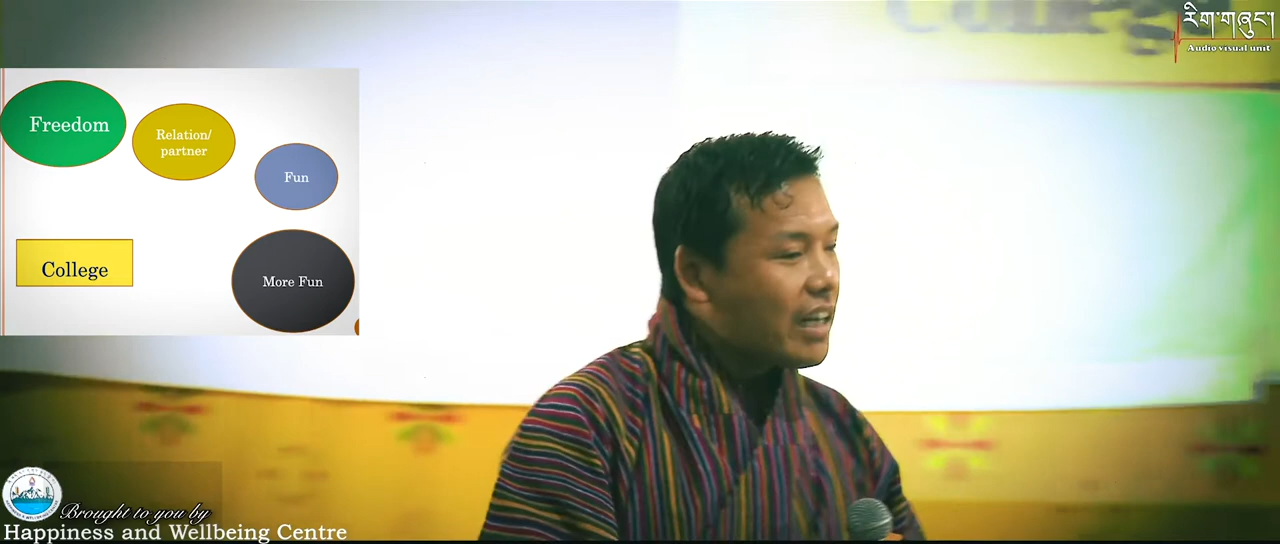 རིག་གཞུང་།
Audio visual unit
Freedom
Relation/
partner
Fun
College
More Fun
Brought to you by
Happiness and Wellbeing Centre